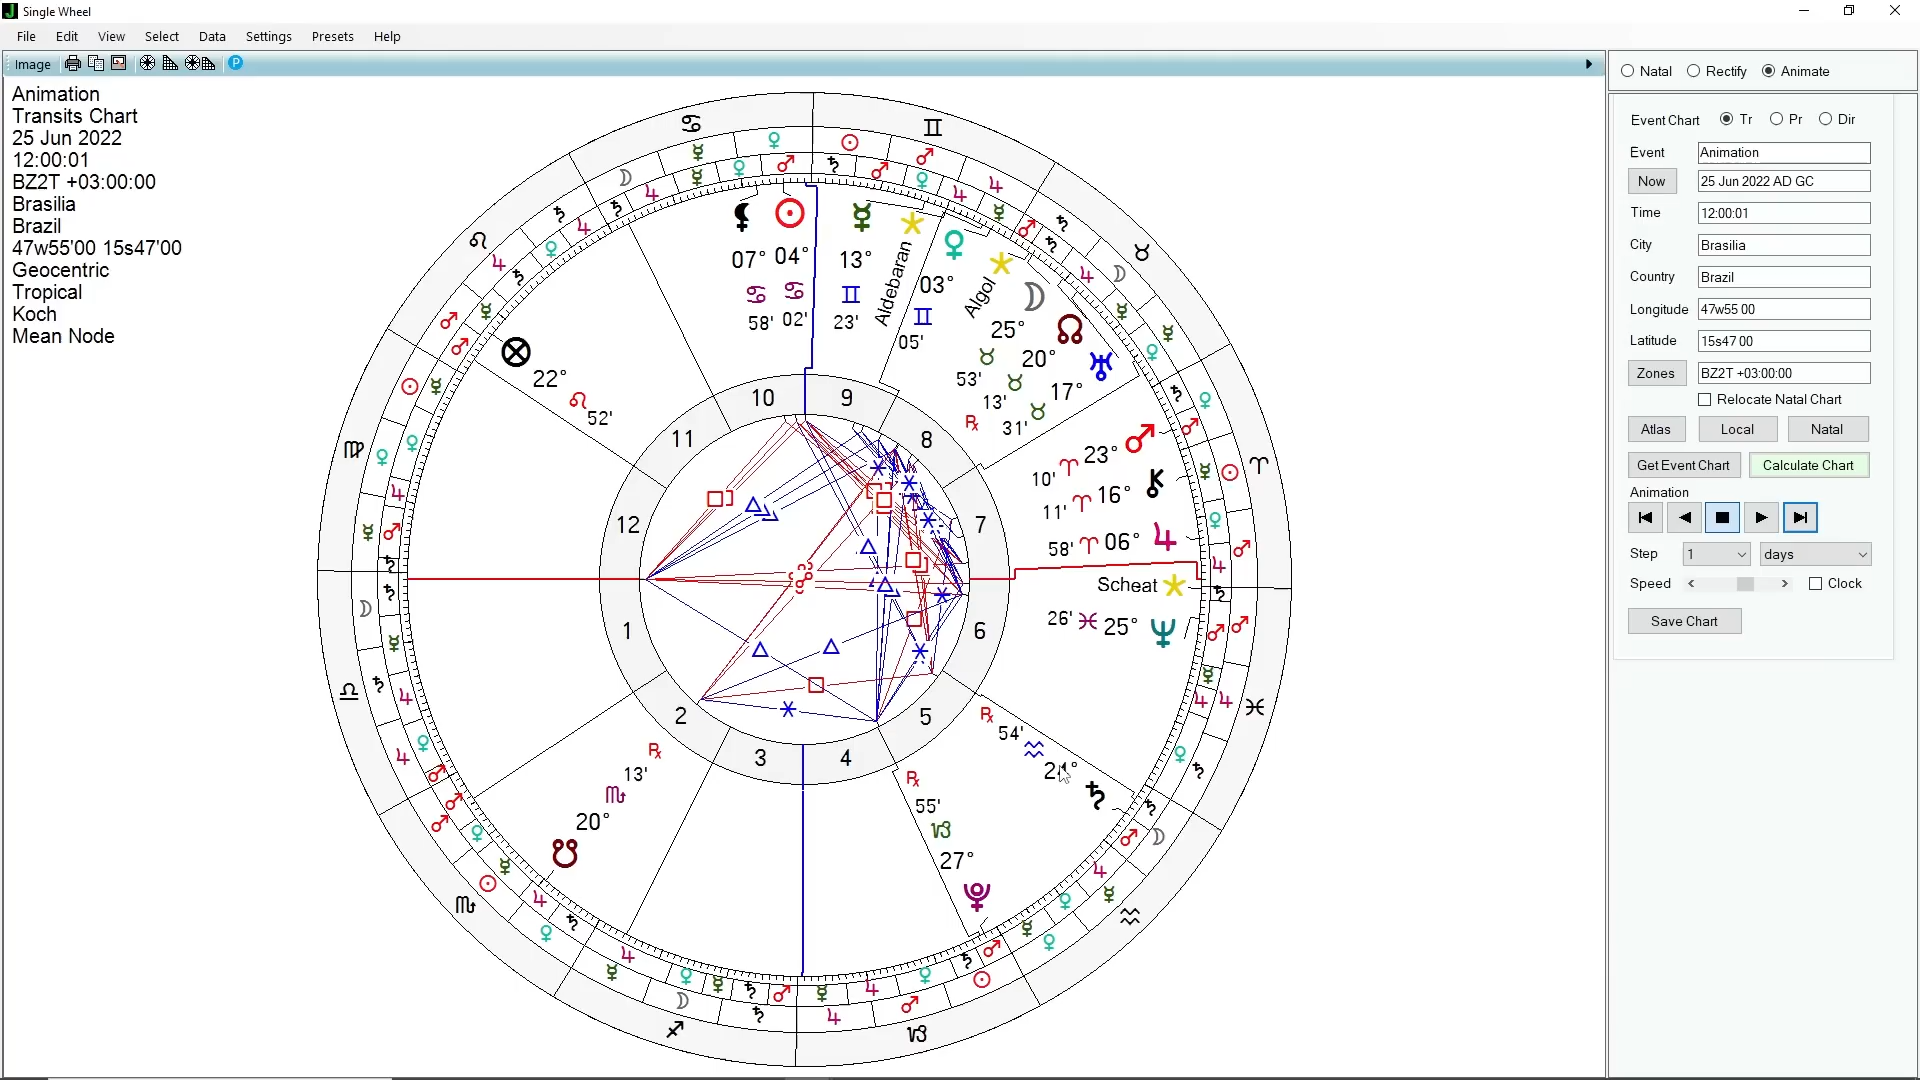 Single Wheel
File Edit View Select Data Settings Presets Help
Image
Natal Rectify Animate
Animation
Transits Chart
25 Jun 2022
12:00:01
BZ2T +03:00:00
Brasilia
Brazil
47w55'00 15s47'00
Geocentric
Tropical
Koch
Mean Node
07° ♋ 58'
04° ♋ 02'
13° ♊ 23'
Aldebaran
03° ♊ 05'
Algol
25° ♉ 53'
20° ♉ 13' ℞
17° ♉ 31'
23° ♈ 10'
16° ♈ 11'
06° ♈ 58'
Scheat
25° ♓ 26'
♒ 54' ℞
27° ♑ 55' ℞
20° ♏ 13' ℞
22° ♌ 52'
10
9
11
8
12
7
1
6
2
5
3
4
Event Chart Tr Pr Dir
Event Animation
Now 25 Jun 2022 AD GC
Time 12:00:01
City Brasilia
Country Brazil
Longitude 47w55 00
Latitude 15s47 00
Zones BZ2T +03:00:00
Relocate Natal Chart
Atlas Local Natal
Get Event Chart Calculate Chart
Animation
Step 1 days
Speed < > Clock
Save Chart